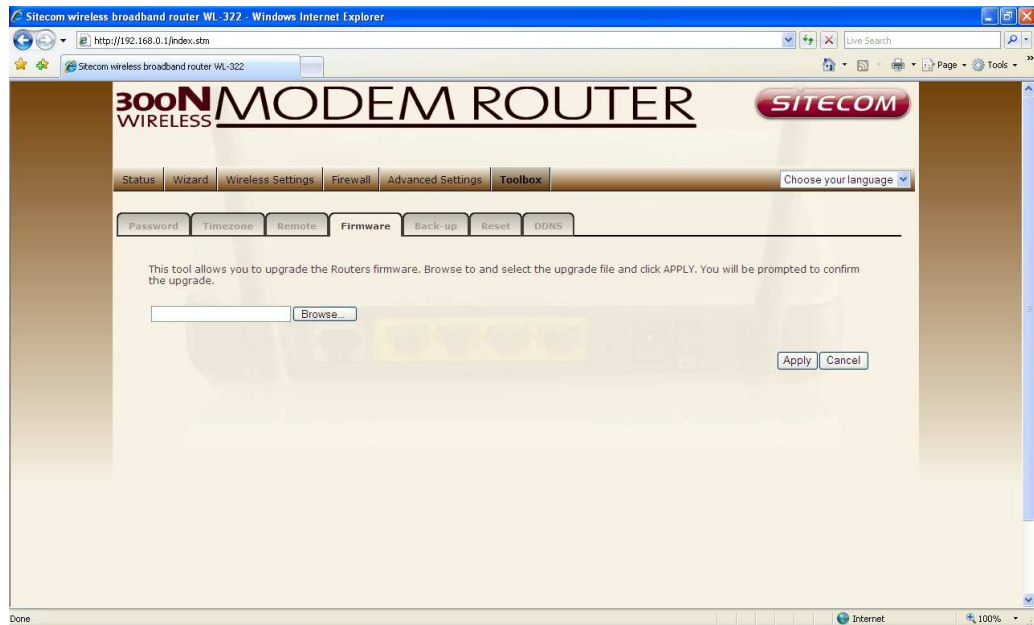 Sitecom wireless broadband router WL-322 - Windows Internet Explorer
http://192.168.0.1/index.stm
Live Search
Sitecom wireless broadband router WL-322
Page
Tools
300N WIRELESS MODEM ROUTER
SITECOM
Status Wizard Wireless Settings Firewall Advanced Settings Toolbox
Choose your language
Password Timezone Remote Firmware Back-up Reset DDNS
This tool allows you to upgrade the Routers firmware. Browse to and select the upgrade file and click APPLY. You will be prompted to confirm
the upgrade.
Browse...
Apply Cancel
Done
Internet
100%